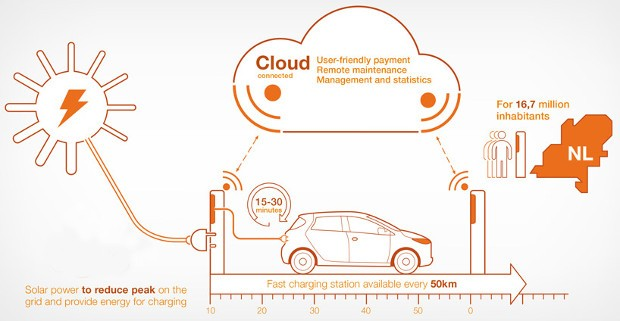 Cloud
connected
User-friendly payment
Remote maintenance
Management and statistics
For 16,7 million
inhabitants
NL
15-30
minutes
Solar power to reduce peak on the
grid and provide energy for charging
Fast charging station available every 50km
10 20 30 40 50 0